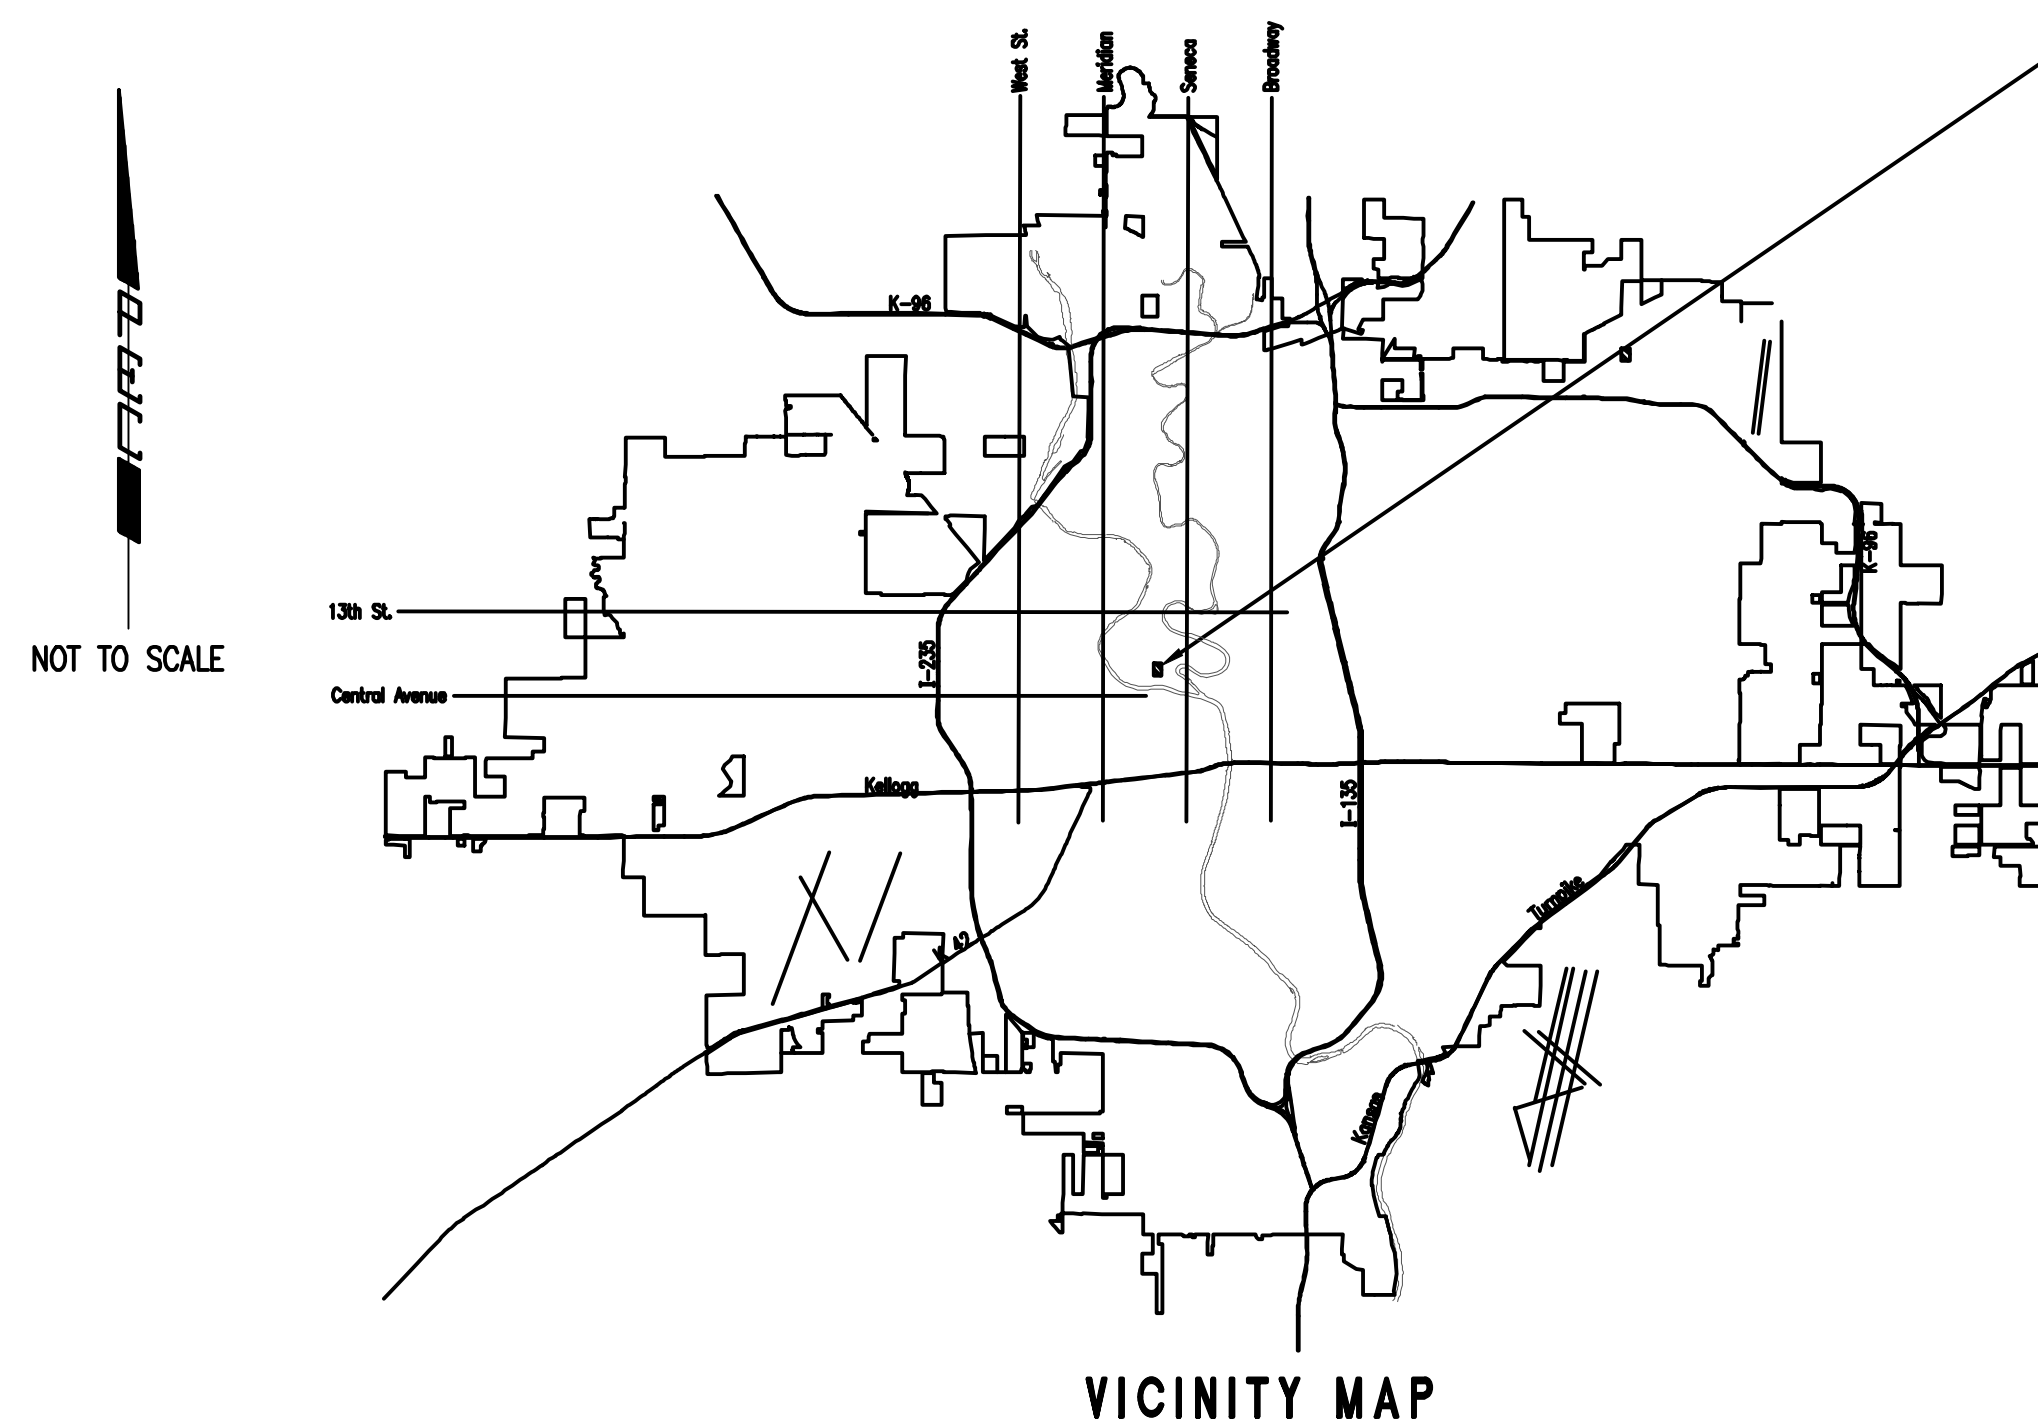 West St.
Meridian
Seneca
Broadway
K-96
K-96
13th St.
NOT TO SCALE
I-235
Central Avenue
Kellogg
I-135
Turnpike
K 42
Kansas
VICINITY MAP